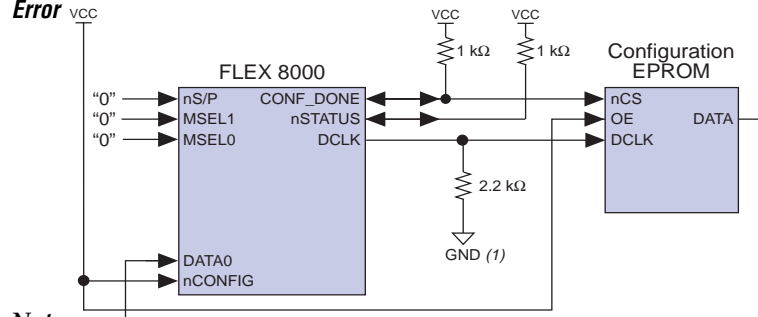 Error
VCC
VCC
VCC
1 kΩ
1 kΩ
Configuration
EPROM
FLEX 8000
"0"
nS/P
CONF_DONE
nCS
"0"
MSEL1
nSTATUS
OE
DATA
"0"
MSEL0
DCLK
DCLK
2.2 kΩ
GND (1)
DATA0
nCONFIG